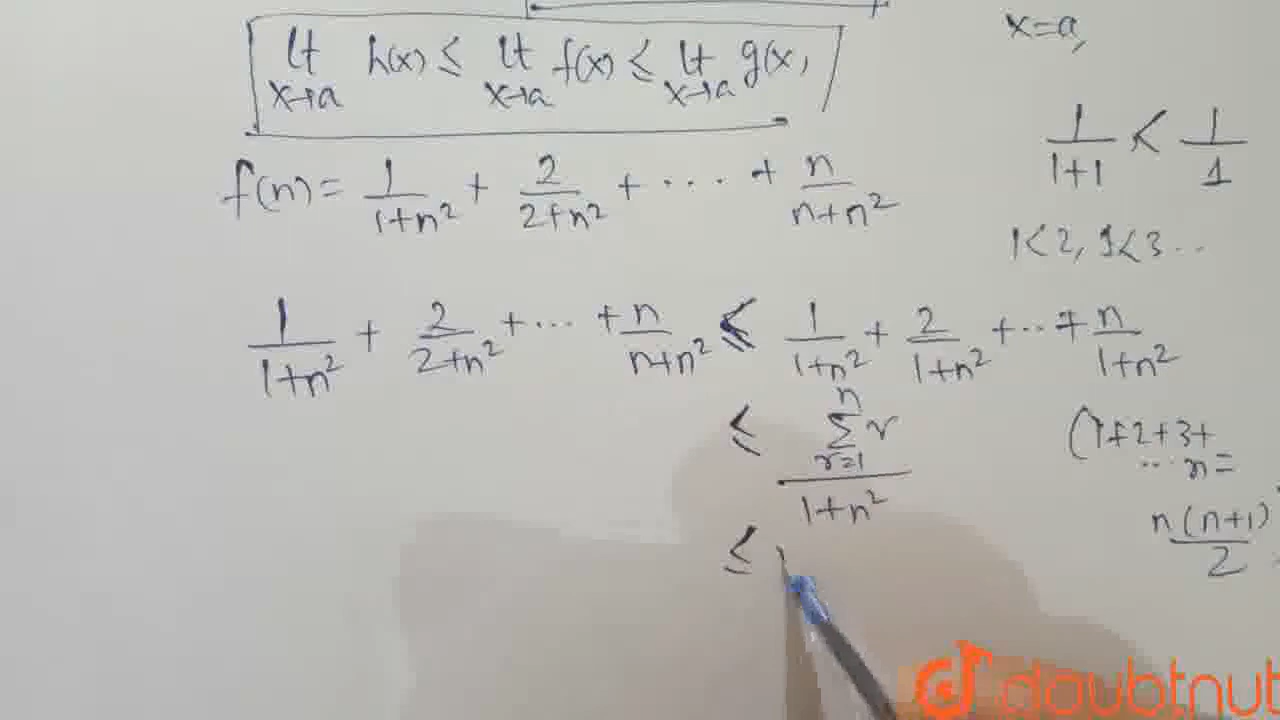 lt x→a h(x) ≤ lt x→a f(x) ≤ lt x→a g(x)
x=a,
f(n) = 1/(1+n²) + 2/(2+n²) + ... + n/(n+n²)
1/(1+1) < 1/1
1<2, 1<3 ...
1/(1+n²) + 2/(2+n²) + ... + n/(n+n²) ≤ 1/(1+n²) + 2/(1+n²) + ... + n/(1+n²)
≤ (n Σ r=1 r)/(1+n²)
(1+2+3+
... n =
n(n+1)/2
≤
doubtnut